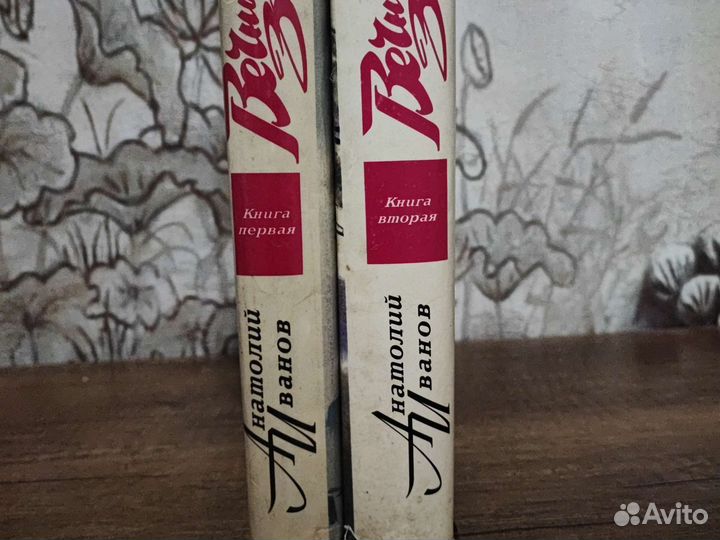 Книга
первая
Анатолий
Иванов
Книга
вторая
Анатолий
Иванов
Avito